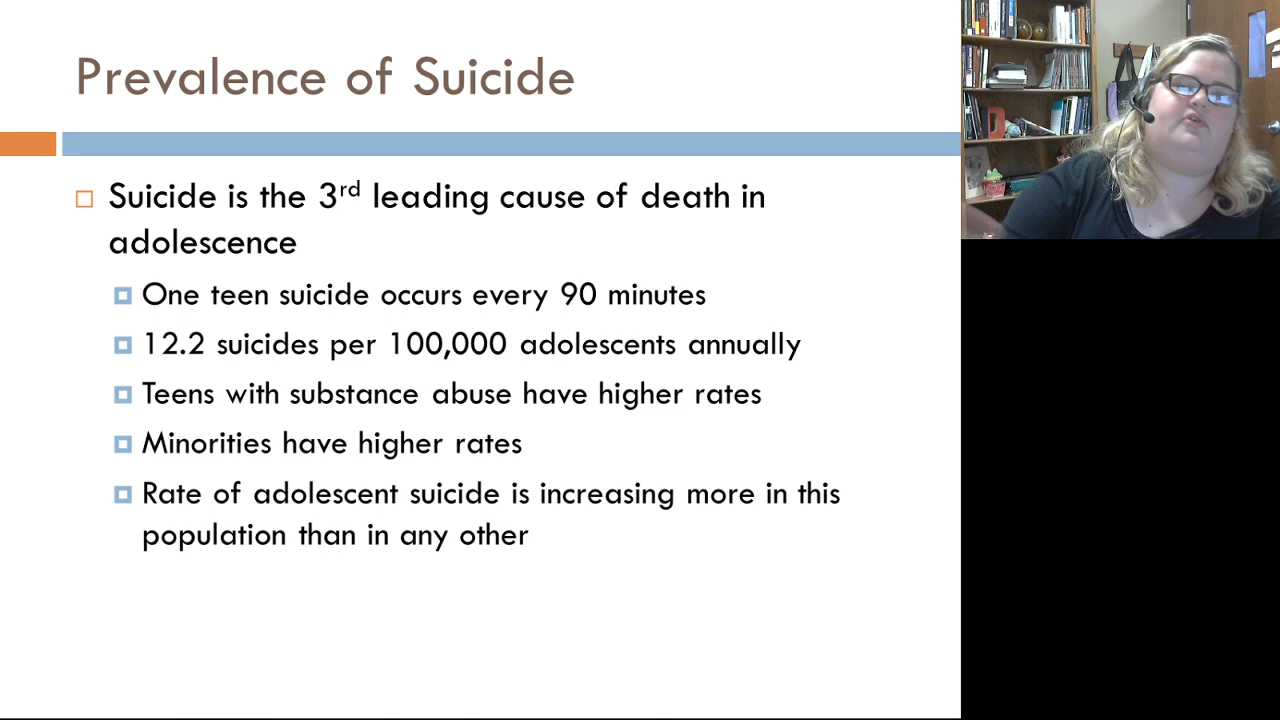 Prevalence of Suicide
Suicide is the 3rd leading cause of death in
adolescence
One teen suicide occurs every 90 minutes
12.2 suicides per 100,000 adolescents annually
Teens with substance abuse have higher rates
Minorities have higher rates
Rate of adolescent suicide is increasing more in this
population than in any other